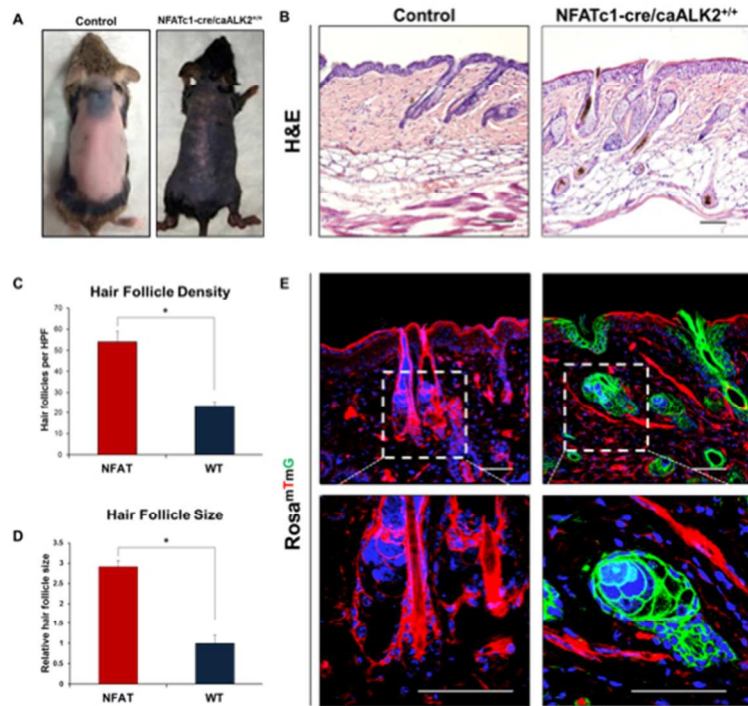 A
Control
NFATc1-cre/caALK2+/+
B
Control
NFATc1-cre/caALK2+/+
H&E
C
Hair Follicle Density
Hair follicles per HPF
70
60
50
40
30
20
10
0
*
NFAT
WT
D
Hair Follicle Size
Relative hair follicle size
3.5
3
2.5
2
1.5
1
0.5
0
*
NFAT
WT
E
RosamTmG